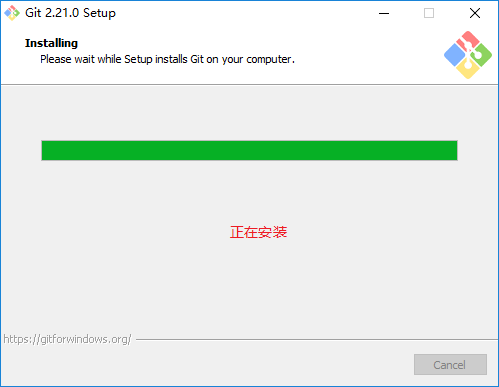 Git 2.21.0 Setup
Installing
Please wait while Setup installs Git on your computer.
正在安装
https://gitforwindows.org/
Cancel